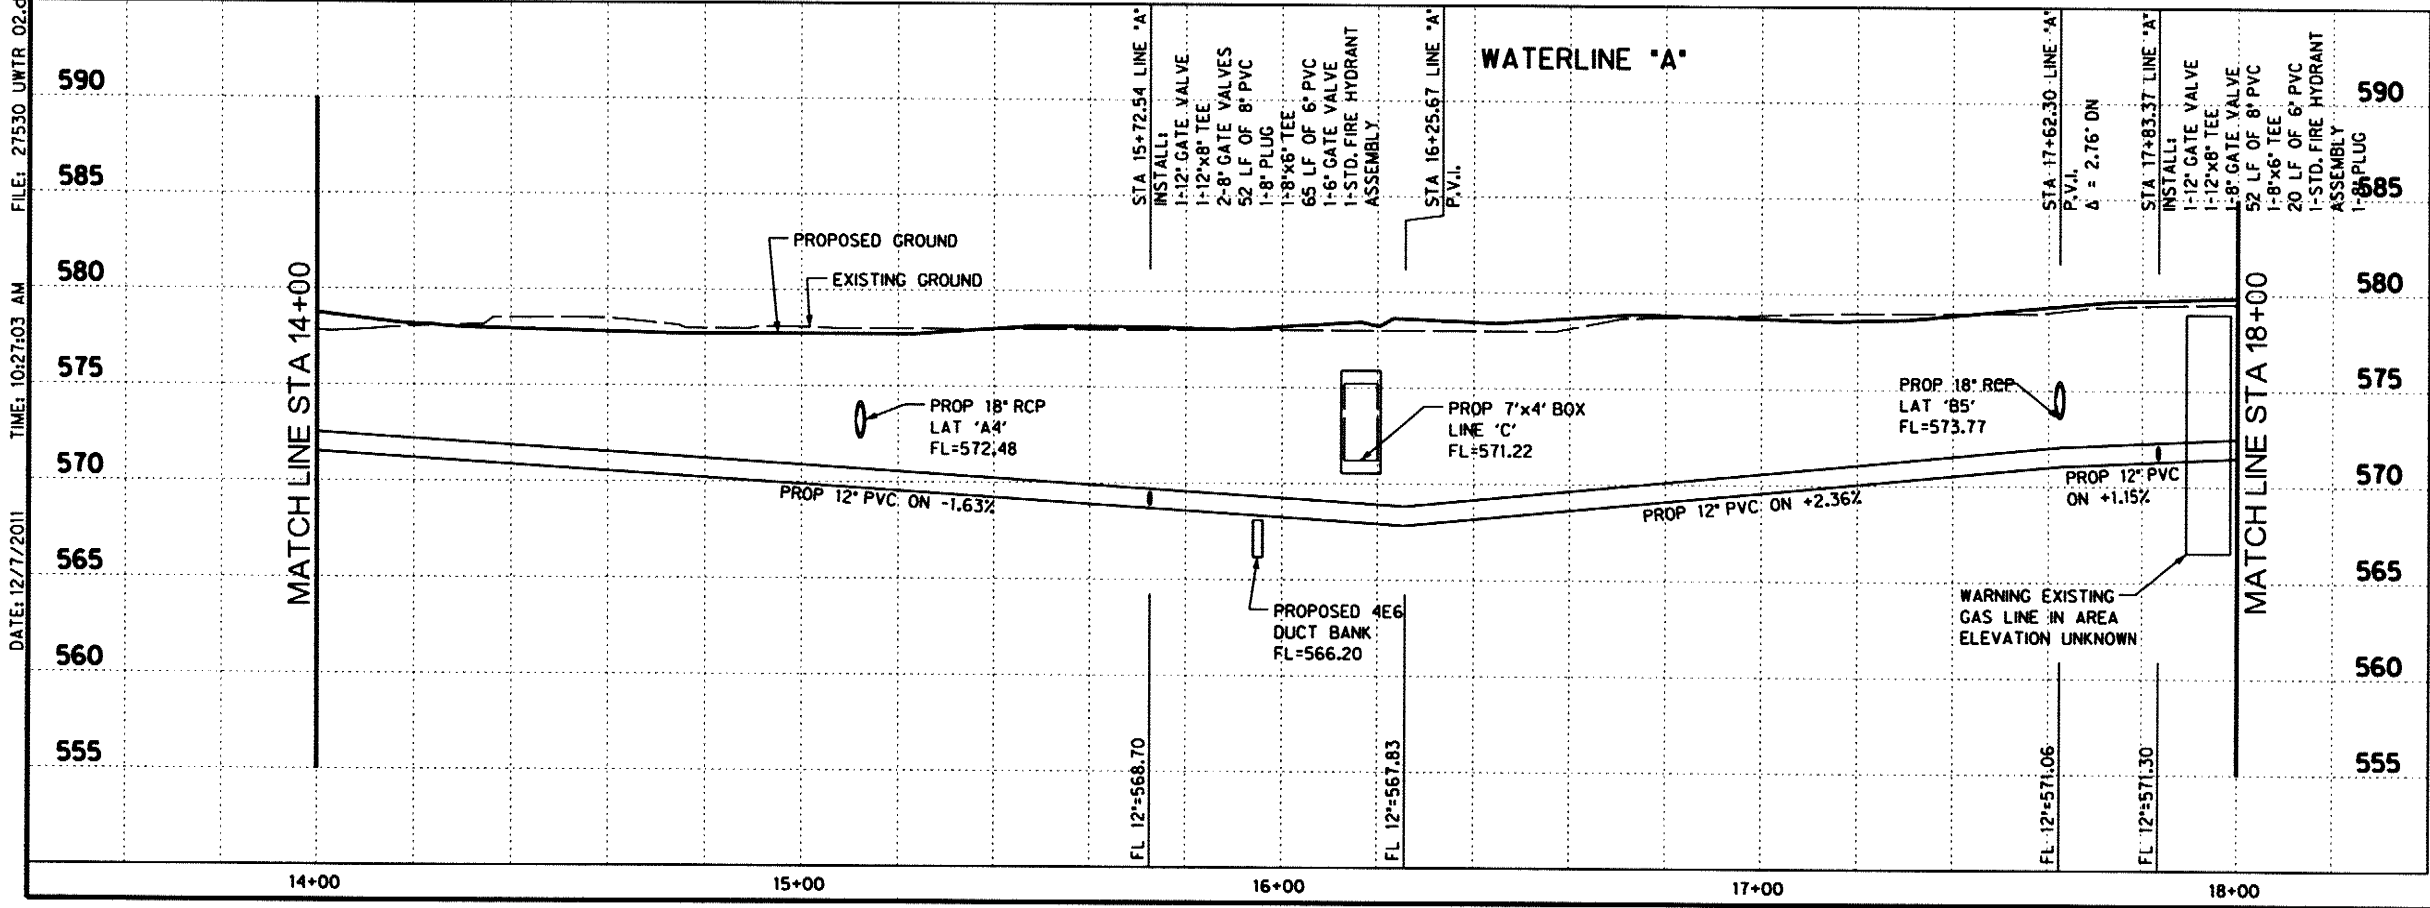 DATE: 12/7/2011 TIME: 10:27:03 AM FILE: 27530 UWTR 02.d
590
585
580
575
570
565
560
555
MATCH LINE STA 14+00
PROPOSED GROUND
EXISTING GROUND
PROP 18" RCP
LAT 'A4'
FL=572.48
PROP 12" PVC ON -1.63%
STA 15+72.54 LINE "A"
INSTALL:
1-12" GATE VALVE
1-12"x8" TEE
2-8" GATE VALVES
52 LF OF 8" PVC
1-8" PLUG
1-8"x6" TEE
65 LF OF 6" PVC
1-6" GATE VALVE
1-STD. FIRE HYDRANT
ASSEMBLY
STA 16+25.67 LINE "A"
P.V.I.
WATERLINE "A"
PROP 7'x4' BOX
LINE 'C'
FL=571.22
PROPOSED 4E6
DUCT BANK
FL=566.20
PROP 12" PVC ON +2.36%
STA 17+62.30 LINE "A"
P.V.I.
Δ = 2.76° DN
STA 17+83.37 LINE "A"
INSTALL:
1-12" GATE VALVE
1-12"x8" TEE
1-8" GATE VALVE
52 LF OF 8" PVC
1-8"x6" TEE
20 LF OF 6" PVC
1-STD. FIRE HYDRANT
ASSEMBLY
1-8" PLUG
PROP 18" RCP
LAT 'B5'
FL=573.77
PROP 12" PVC
ON +1.15%
WARNING EXISTING
GAS LINE IN AREA
ELEVATION UNKNOWN
MATCH LINE STA 18+00
590
585
580
575
570
565
560
555
FL 12"=568.70
FL 12"=567.83
FL 12"=571.06
FL 12"=571.30
14+00
15+00
16+00
17+00
18+00